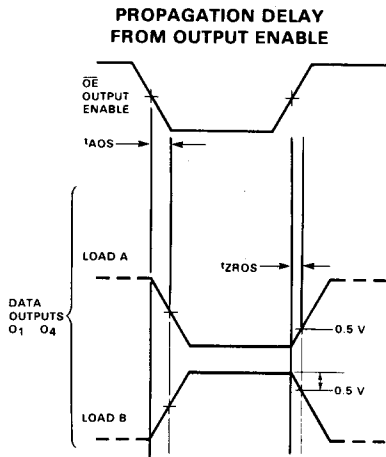 PROPAGATION DELAY
FROM OUTPUT ENABLE
OE
OUTPUT
ENABLE
tAOS
LOAD A
tZROS
DATA
OUTPUTS
O1 O4
0.5 V
0.5 V
LOAD B